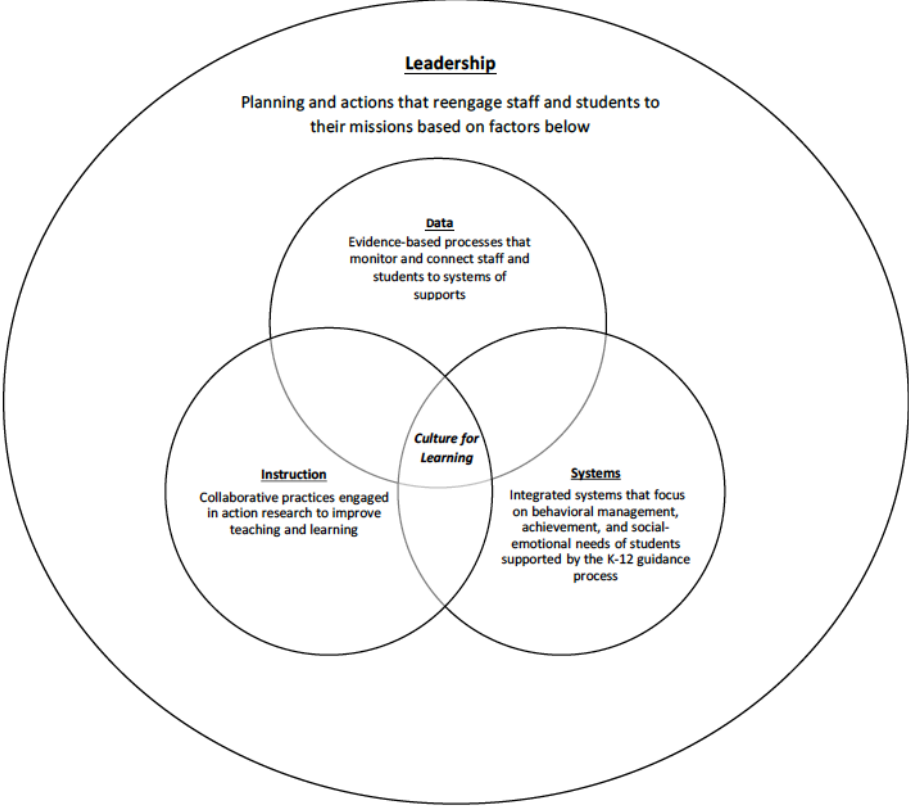 Leadership
Planning and actions that reengage staff and students to
their missions based on factors below
Data
Evidence-based processes that
monitor and connect staff and
students to systems of
supports
Culture for
Learning
Instruction
Collaborative practices engaged
in action research to improve
teaching and learning
Systems
Integrated systems that focus
on behavioral management,
achievement, and social-
emotional needs of students
supported by the K-12 guidance
process